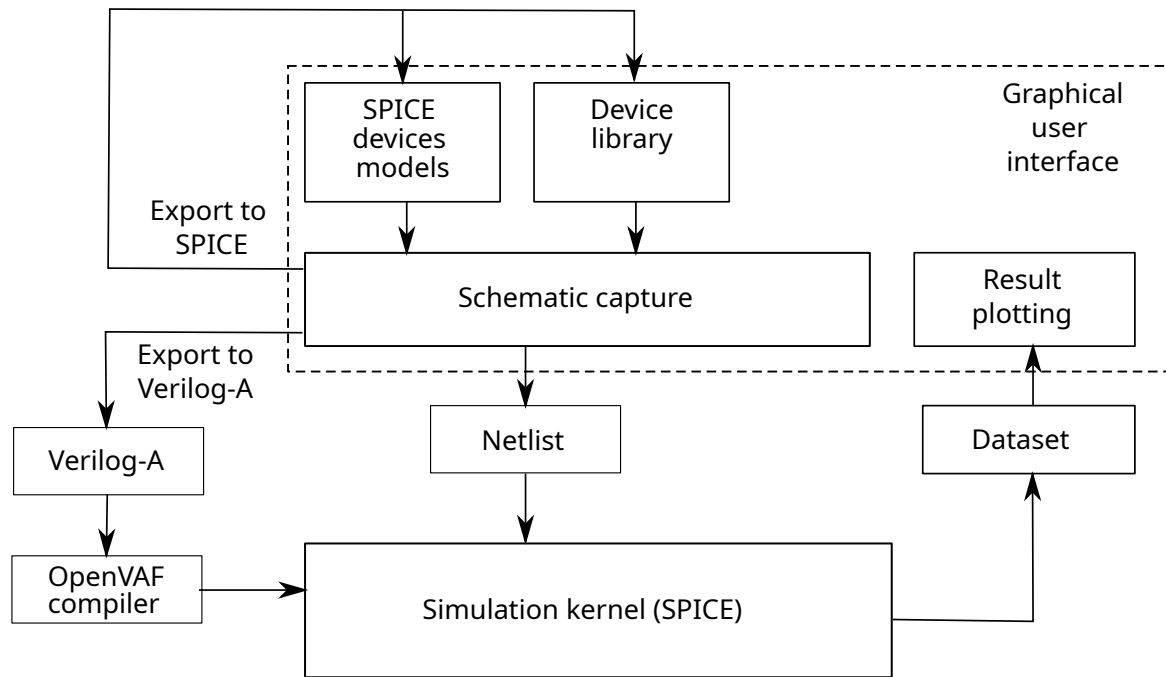 SPICE
devices
models
Device
library
Graphical
user
interface
Export to
SPICE
Schematic capture
Result
plotting
Export to
Verilog-A
Verilog-A
Netlist
Dataset
OpenVAF
compiler
Simulation kernel (SPICE)